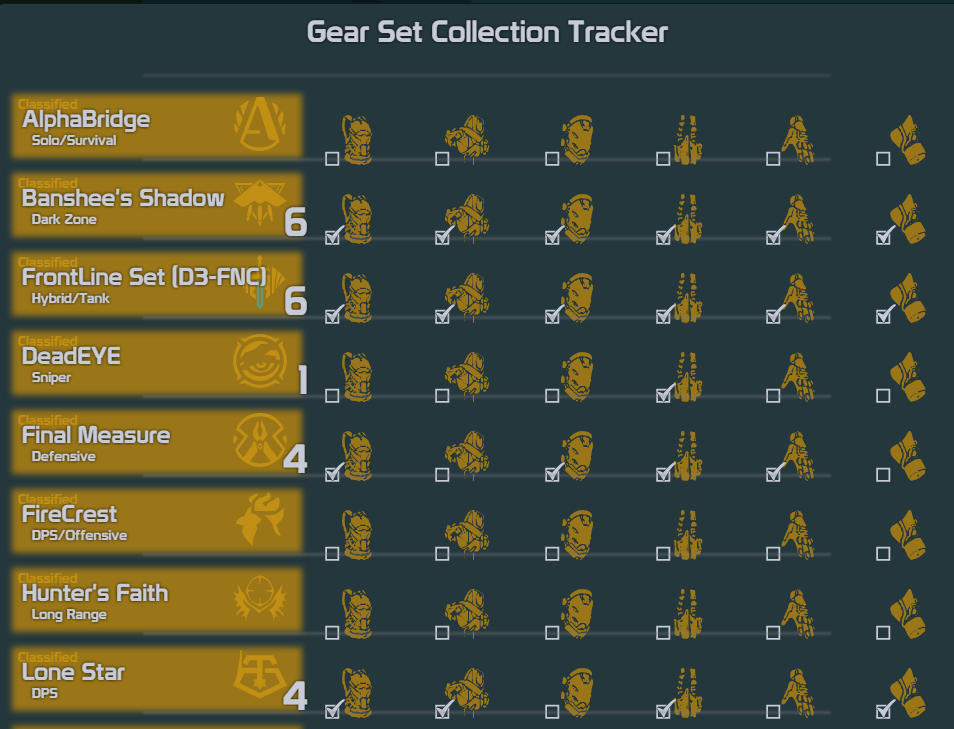 Gear Set Collection Tracker
Classified
AlphaBridge
Solo/Survival
Classified
Banshee's Shadow
Dark Zone
6
Classified
FrontLine Set (D3-FNC)
Hybrid/Tank
6
Classified
DeadEYE
Sniper
1
Classified
Final Measure
Defensive
4
Classified
FireCrest
DPS/Offensive
Classified
Hunter's Faith
Long Range
Classified
Lone Star
DPS
4